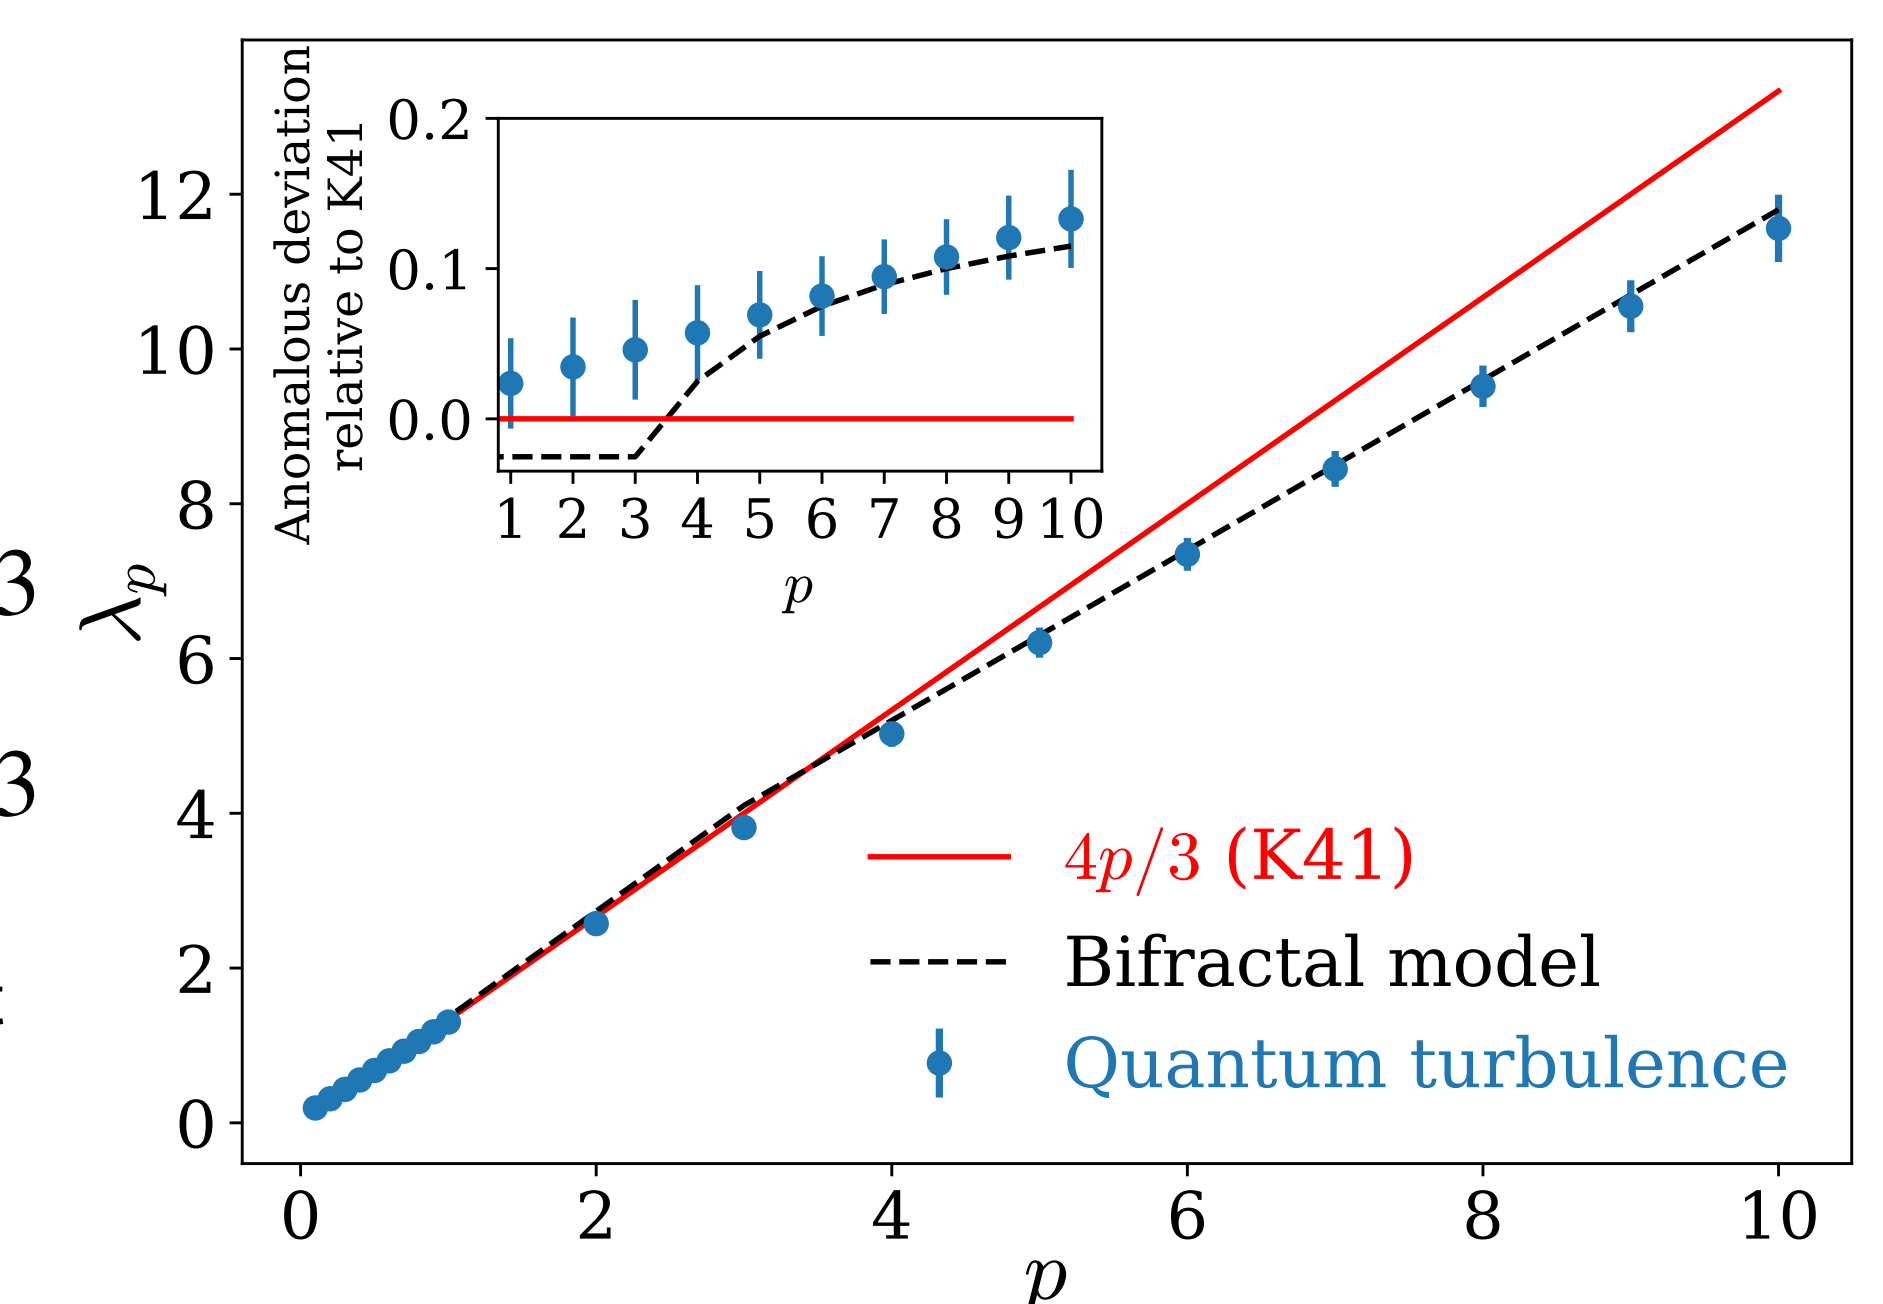 Anomalous deviation
relative to K41
0.2
0.1
0.0
1 2 3 4 5 6 7 8 9 10
p
12
10
8
6
4
2
0
λp
3
3
4p/3 (K41)
Bifractal model
Quantum turbulence
0 2 4 6 8 10
p